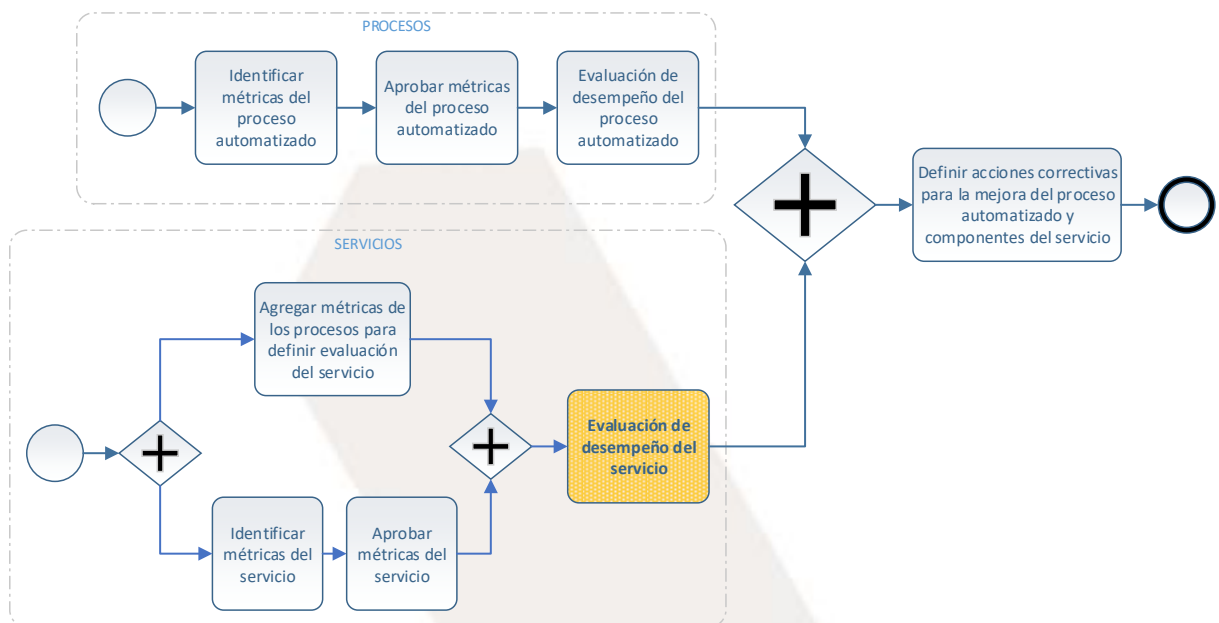 PROCESOS
Identificar
métricas del
proceso
automatizado
Aprobar métricas
del proceso
automatizado
Evaluación de
desempeño del
proceso
automatizado
Definir acciones correctivas
para la mejora del proceso
automatizado y
componentes del servicio
SERVICIOS
Agregar métricas de
los procesos para
definir evaluación
del servicio
Evaluación de
desempeño del
servicio
Identificar
métricas del
servicio
Aprobar
métricas del
servicio